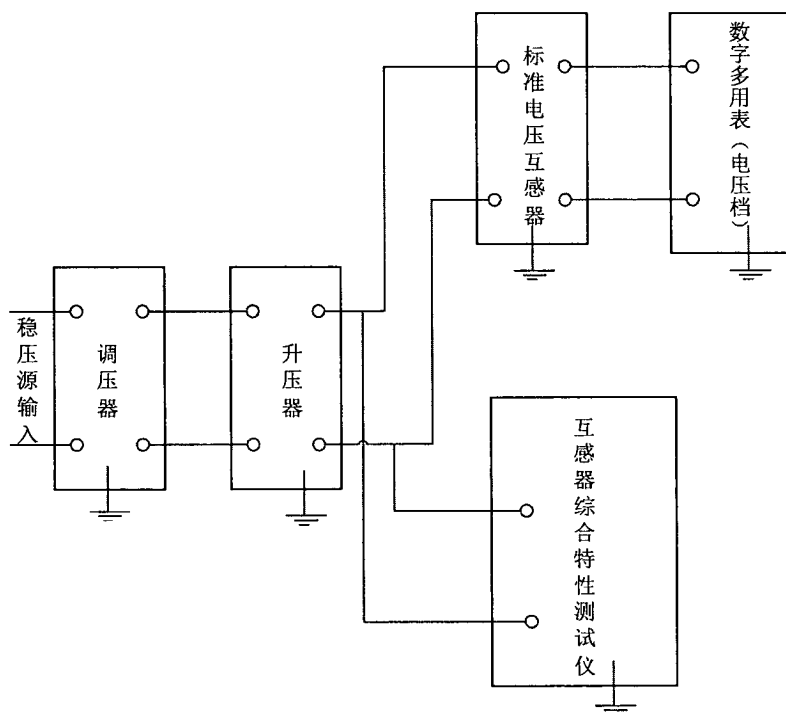 稳压源输入
调压器
升压器
标准电压互感器
数字多用表（电压档）
互感器综合特性测试仪